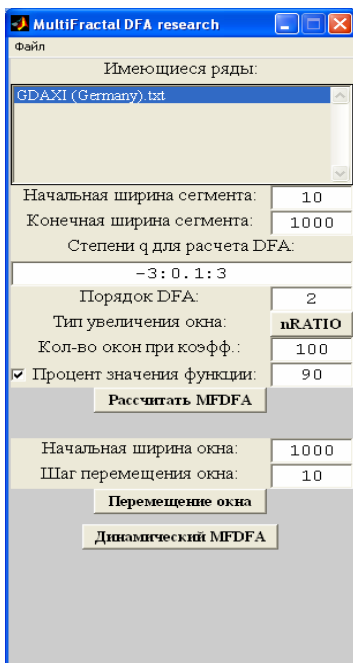 MultiFractal DFA research
Файл
Имеющиеся ряды:
GDAXI (Germany).txt
Начальная ширина сегмента: 10
Конечная ширина сегмента: 1000
Степени q для расчета DFA:
-3:0.1:3
Порядок DFA: 2
Тип увеличения окна: nRATIO
Кол-во окон при коэфф.: 100
Процент значения функции: 90
Рассчитать MFDFA
Начальная ширина окна: 1000
Шаг перемещения окна: 10
Перемещение окна
Динамический MFDFA